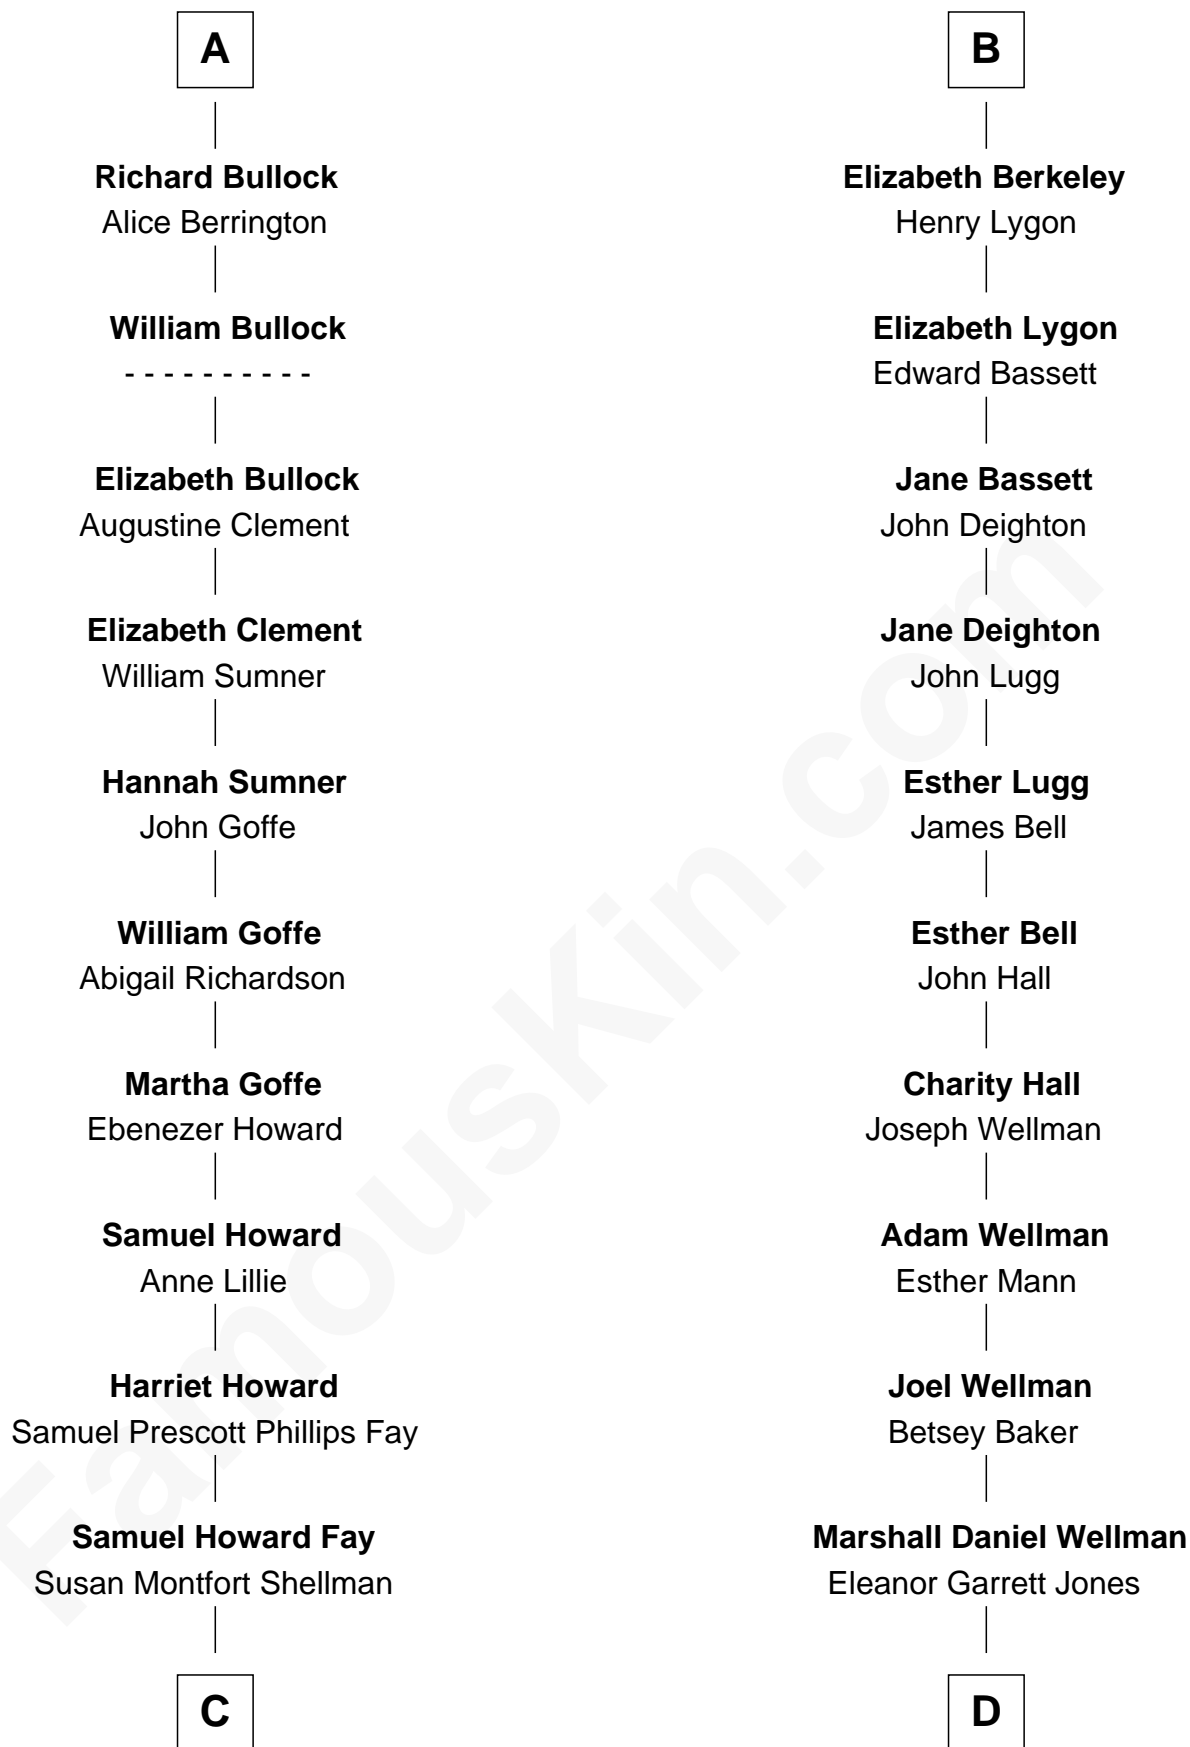 A
Richard Bullock
Alice Berrington
William Bullock
- - - - - - - - - -
Elizabeth Bullock
Augustine Clement
Elizabeth Clement
William Sumner
Hannah Sumner
John Goffe
William Goffe
Abigail Richardson
Martha Goffe
Ebenezer Howard
Samuel Howard
Anne Lillie
Harriet Howard
Samuel Prescott Phillips Fay
Samuel Howard Fay
Susan Montfort Shellman
C
B
Elizabeth Berkeley
Henry Lygon
Elizabeth Lygon
Edward Bassett
Jane Bassett
John Deighton
Jane Deighton
John Lugg
Esther Lugg
James Bell
Esther Bell
John Hall
Charity Hall
Joseph Wellman
Adam Wellman
Esther Mann
Joel Wellman
Betsey Baker
Marshall Daniel Wellman
Eleanor Garrett Jones
D
FamousKin.com